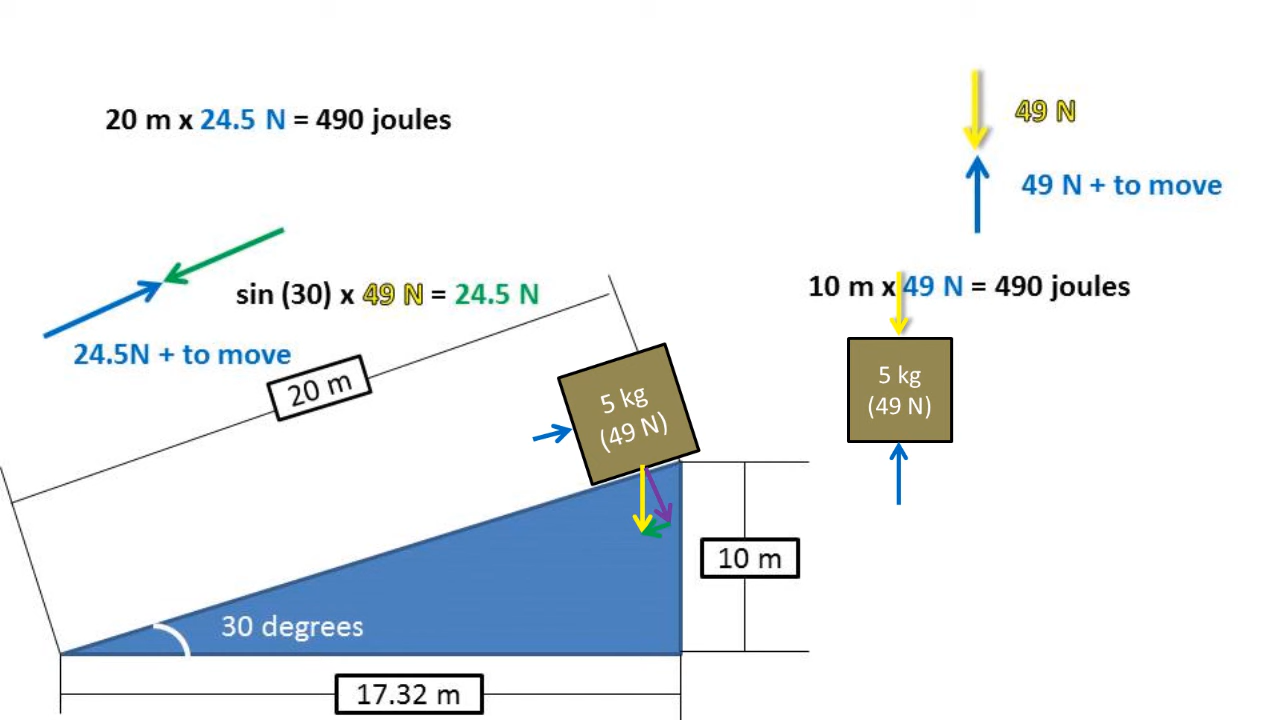 20 m x 24.5 N = 490 joules
49 N
49 N + to move
sin (30) x 49 N = 24.5 N
10 m x 49 N = 490 joules
24.5N + to move
20 m
5 kg
(49 N)
5 kg
(49 N)
10 m
30 degrees
17.32 m